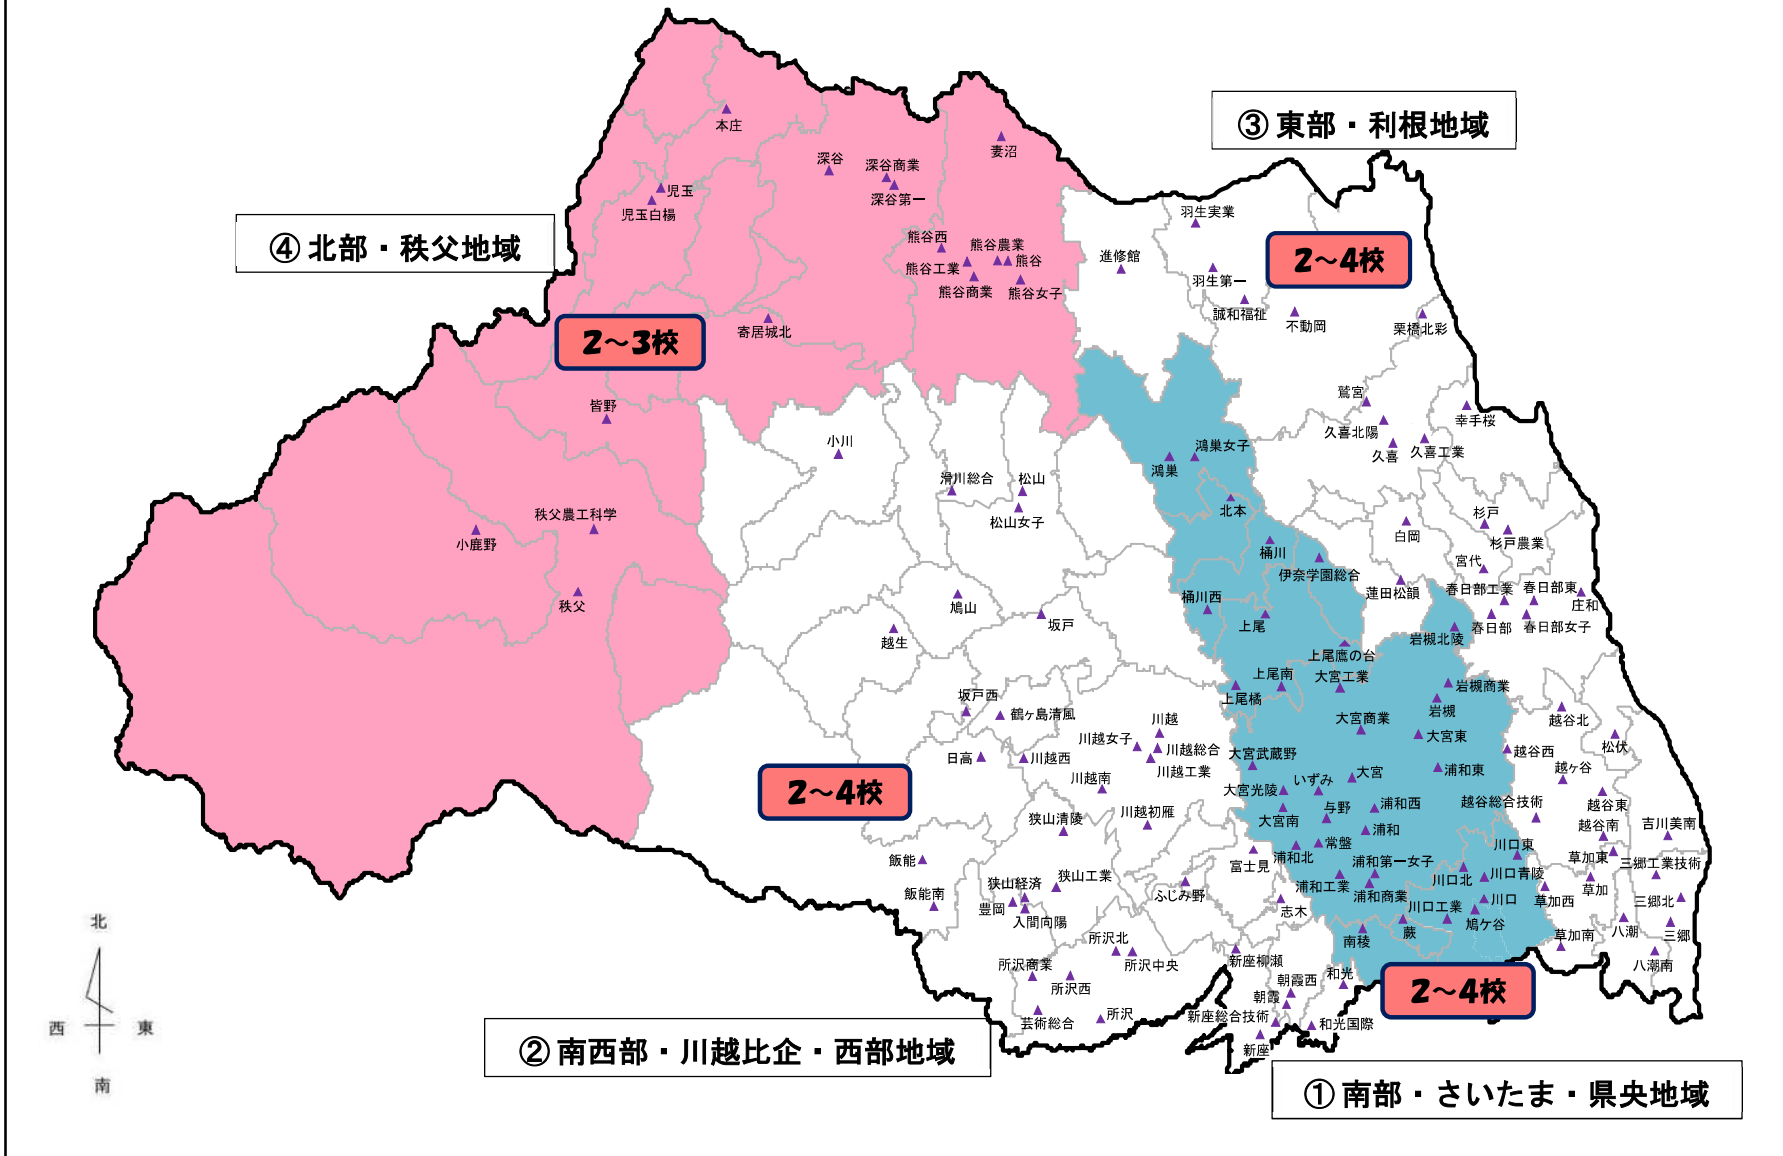 ③東部・利根地域
本庄
妻沼
深谷
深谷商業
児玉
深谷第一
児玉白楊
羽生実業
④北部・秩父地域
熊谷西
熊谷農業
進修館
2～4校
熊谷工業
熊谷
羽生第一
熊谷商業
熊谷女子
誠和福祉
不動岡
栗橋北彩
寄居城北
2～3校
鷲宮
皆野
幸手桜
久喜北陽
小川
鴻巣女子
久喜
久喜工業
鴻巣
滑川総合
松山
北本
杉戸
秩父農工科学
松山女子
白岡
小鹿野
杉戸農業
桶川
宮代
伊奈学園総合
蓮田松韻
春日部工業
春日部東
桶川西
秩父
鳩山
庄和
坂戸
上尾
春日部
春日部女子
越生
岩槻北陵
上尾鷹の台
上尾南
大宮工業
岩槻商業
坂戸西
上尾橘
鶴ヶ島清風
岩槻
川越
大宮商業
越谷北
川越女子
大宮東
川越総合
松伏
日高
川越西
大宮武蔵野
越谷西
川越工業
大宮
浦和東
越ヶ谷
川越南
いずみ
2～4校
大宮光陵
与野
浦和西
越谷総合技術
越谷東
狭山清陵
川越初雁
大宮南
浦和
越谷南
吉川美南
常盤
川口東
飯能
浦和北
富士見
浦和第一女子
草加東
三郷工業技術
狭山経済
狭山工業
浦和工業
川口北
川口青陵
草加
飯能南
ふじみ野
浦和商業
川口
草加西
三郷北
豊岡
志木
川口工業
入間向陽
鳩ケ谷
蕨
八潮
所沢北
南稜
草加南
三郷
所沢商業
所沢中央
新座柳瀬
八潮南
所沢西
朝霞西
和光
2～4校
朝霞
芸術総合
所沢
新座総合技術
和光国際
新座
②南西部・川越比企・西部地域
①南部・さいたま・県央地域
北
西
東
南